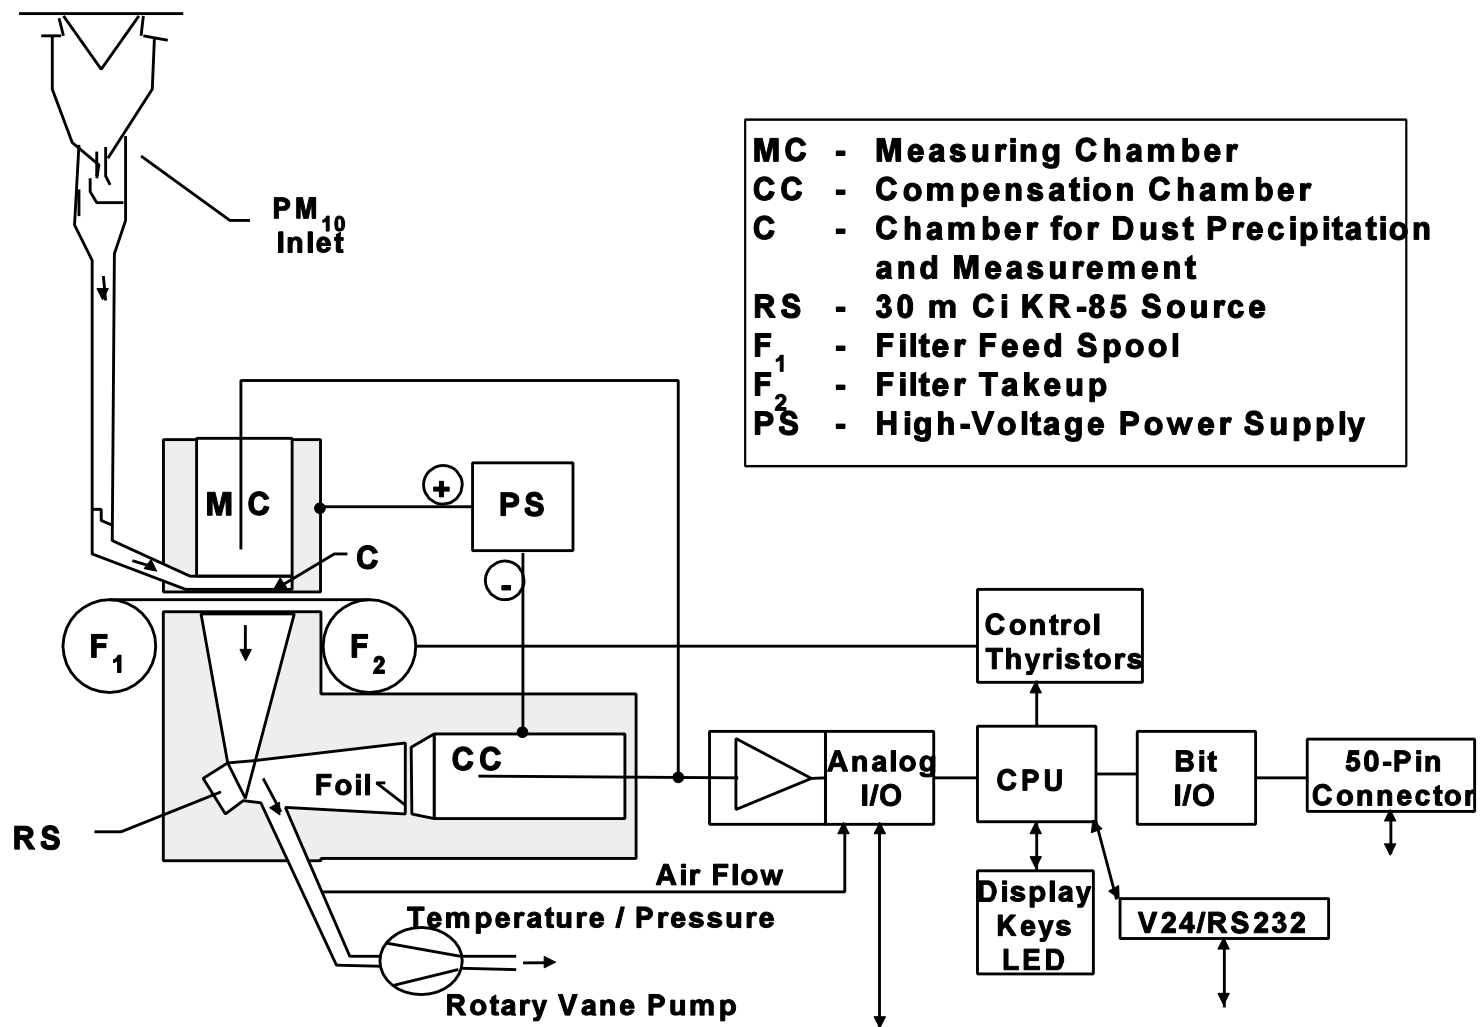 PM10
Inlet
MC - Measuring Chamber
CC - Compensation Chamber
C - Chamber for Dust Precipitation
and Measurement
RS - 30 m Ci KR-85 Source
F1 - Filter Feed Spool
F2 - Filter Takeup
PS - High-Voltage Power Supply
MC
+
PS
C
-
F1
F2
Control
Thyristors
CC
Foil
RS
Analog
I/O
CPU
Bit
I/O
50-Pin
Connector
Air Flow
Temperature / Pressure
Display
Keys
LED
V24/RS232
Rotary Vane Pump